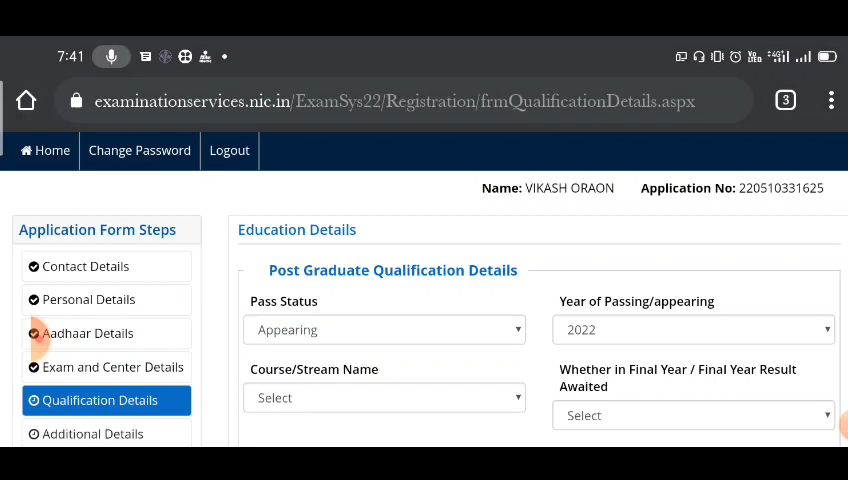 7:41
examinationservices.nic.in/ExamSys22/Registration/frmQualificationDetails.aspx
3
Home Change Password Logout
Name: VIKASH ORAON Application No: 220510331625
Application Form Steps
Contact Details
Personal Details
Aadhaar Details
Exam and Center Details
Qualification Details
Additional Details
Education Details
Post Graduate Qualification Details
Pass Status Year of Passing/appearing
Appearing 2022
Course/Stream Name Whether in Final Year / Final Year Result
Awaited
Select Select